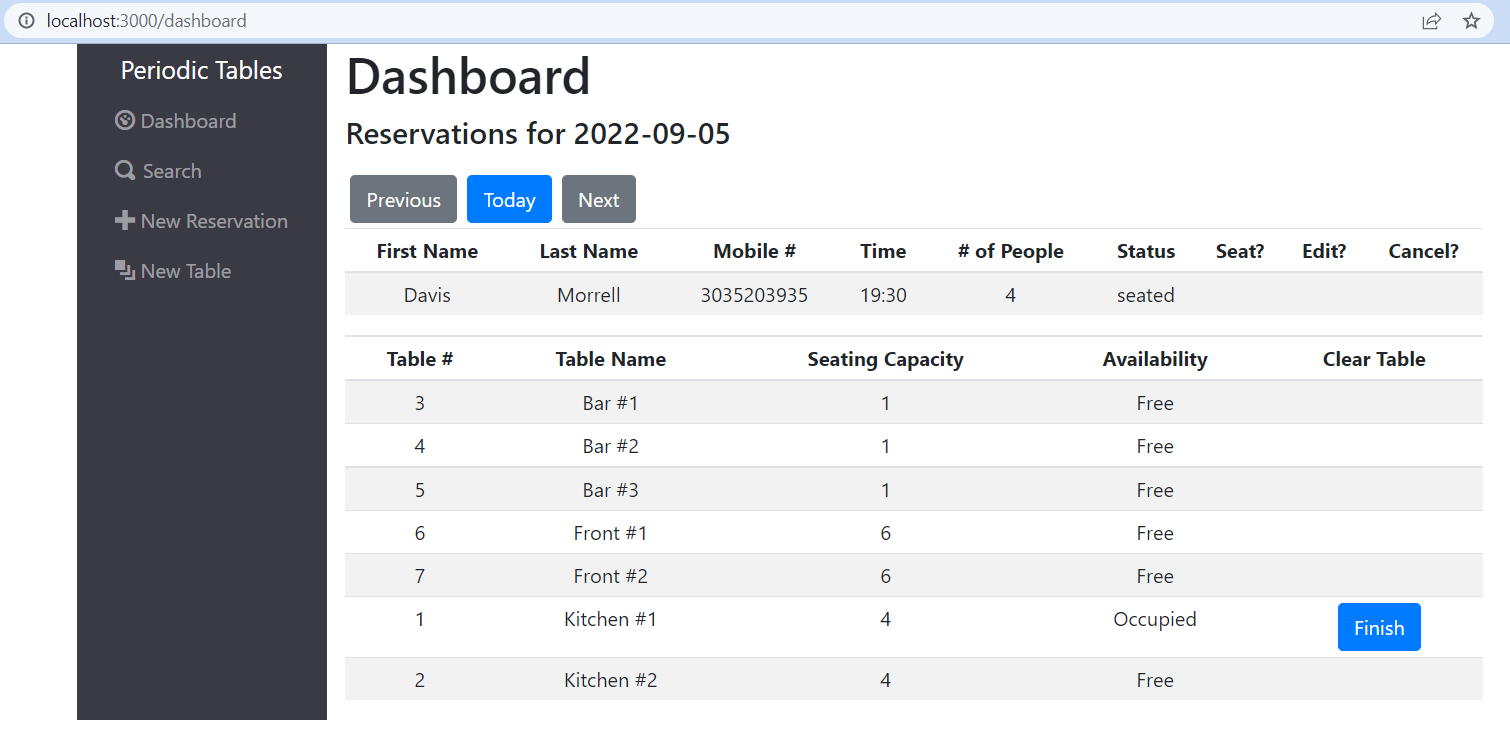 localhost:3000/dashboard
Periodic Tables
Dashboard
Search
New Reservation
New Table
Dashboard
Reservations for 2022-09-05
Previous Today Next
First Name Last Name Mobile # Time # of People Status Seat? Edit? Cancel?
Davis Morrell 3035203935 19:30 4 seated
Table # Table Name Seating Capacity Availability Clear Table
3 Bar #1 1 Free
4 Bar #2 1 Free
5 Bar #3 1 Free
6 Front #1 6 Free
7 Front #2 6 Free
1 Kitchen #1 4 Occupied Finish
2 Kitchen #2 4 Free